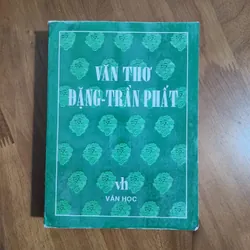 VĂN THƠ
ĐẶNG-TRẦN-PHẤT
vh
VĂN HỌC